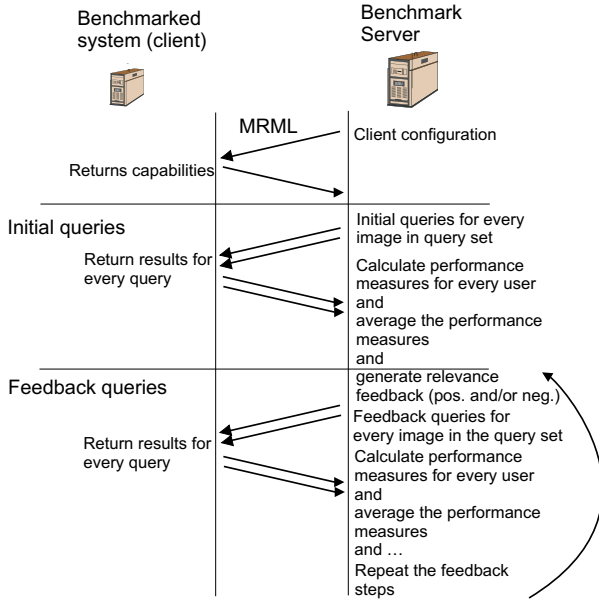 Benchmarked
system (client)
Benchmark
Server
MRML
Client configuration
Returns capabilities
Initial queries
Initial queries for every
image in query set
Return results for
every query
Calculate performance
measures for every user
and
average the performance
measures
and
generate relevance
feedback (pos. and/or neg.)
Feedback queries
Feedback queries for
every image in the query set
Return results for
every query
Calculate performance
measures for every user
and
average the performance
measures
and …
Repeat the feedback
steps